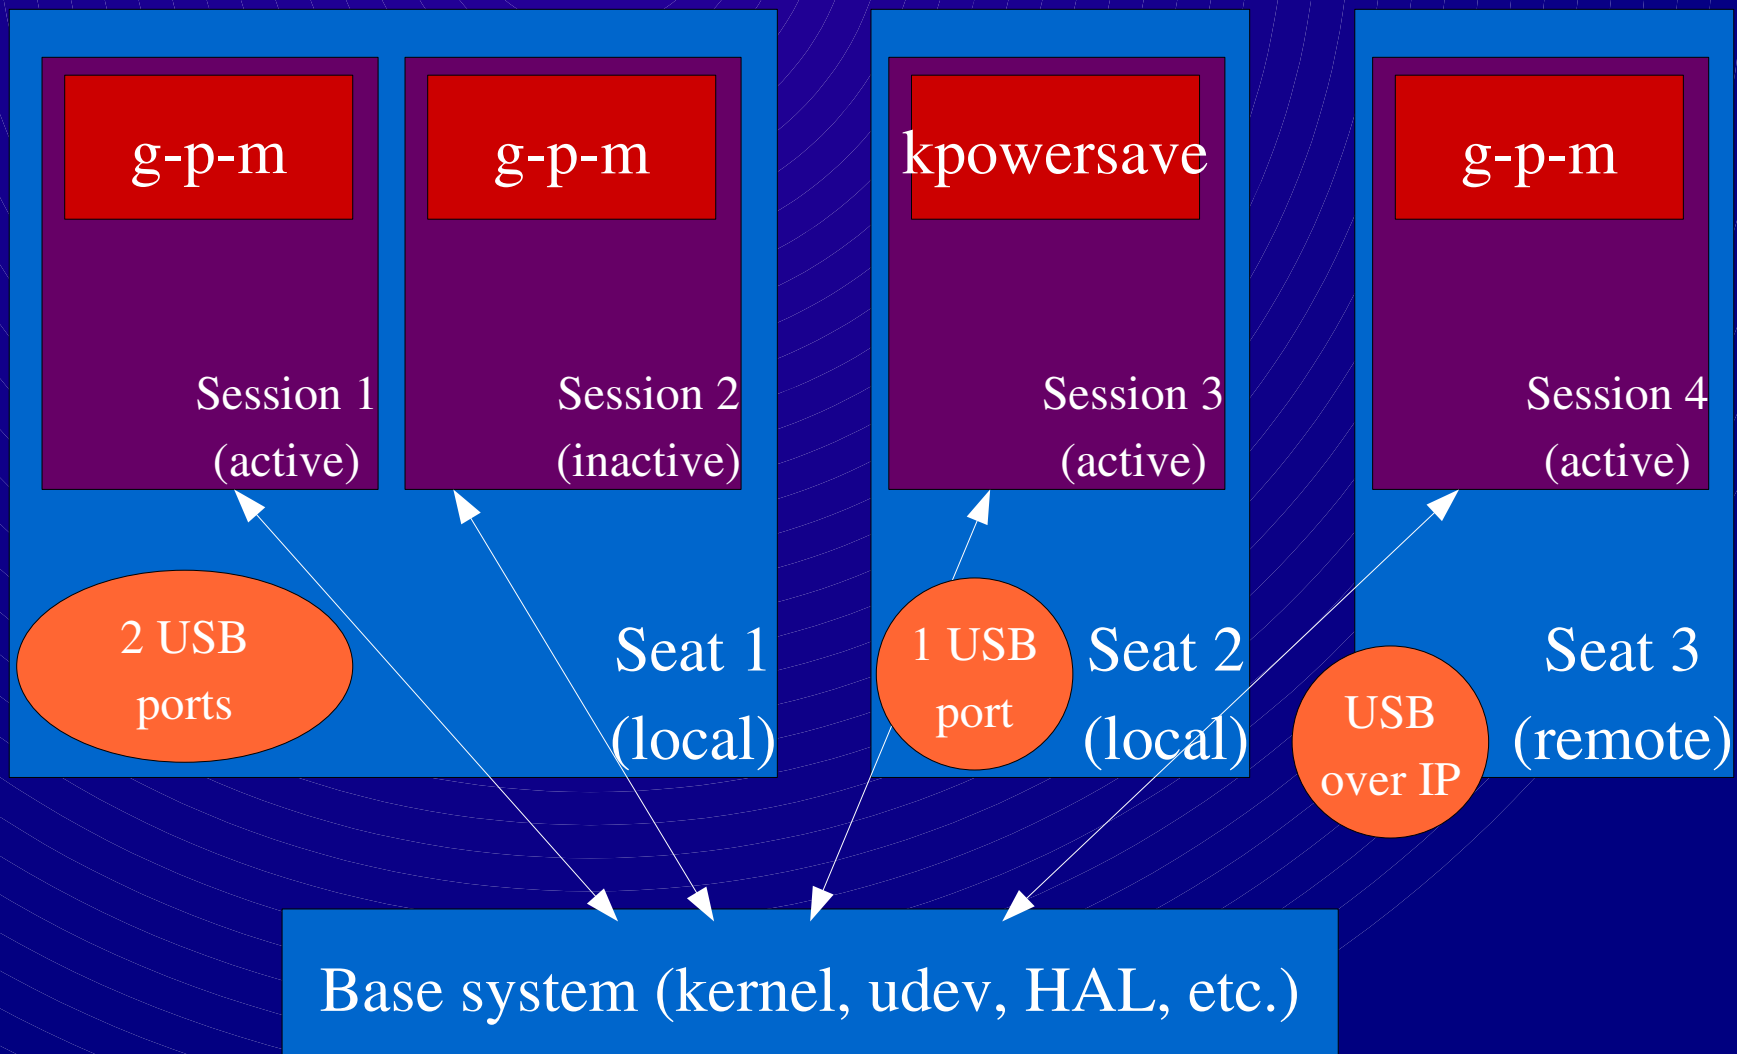 g-p-m
g-p-m
kpowersave
g-p-m
Session 1
(active)
Session 2
(inactive)
Session 3
(active)
Session 4
(active)
2 USB
ports
Seat 1
(local)
1 USB
port
Seat 2
(local)
USB
over IP
Seat 3
(remote)
Base system (kernel, udev, HAL, etc.)